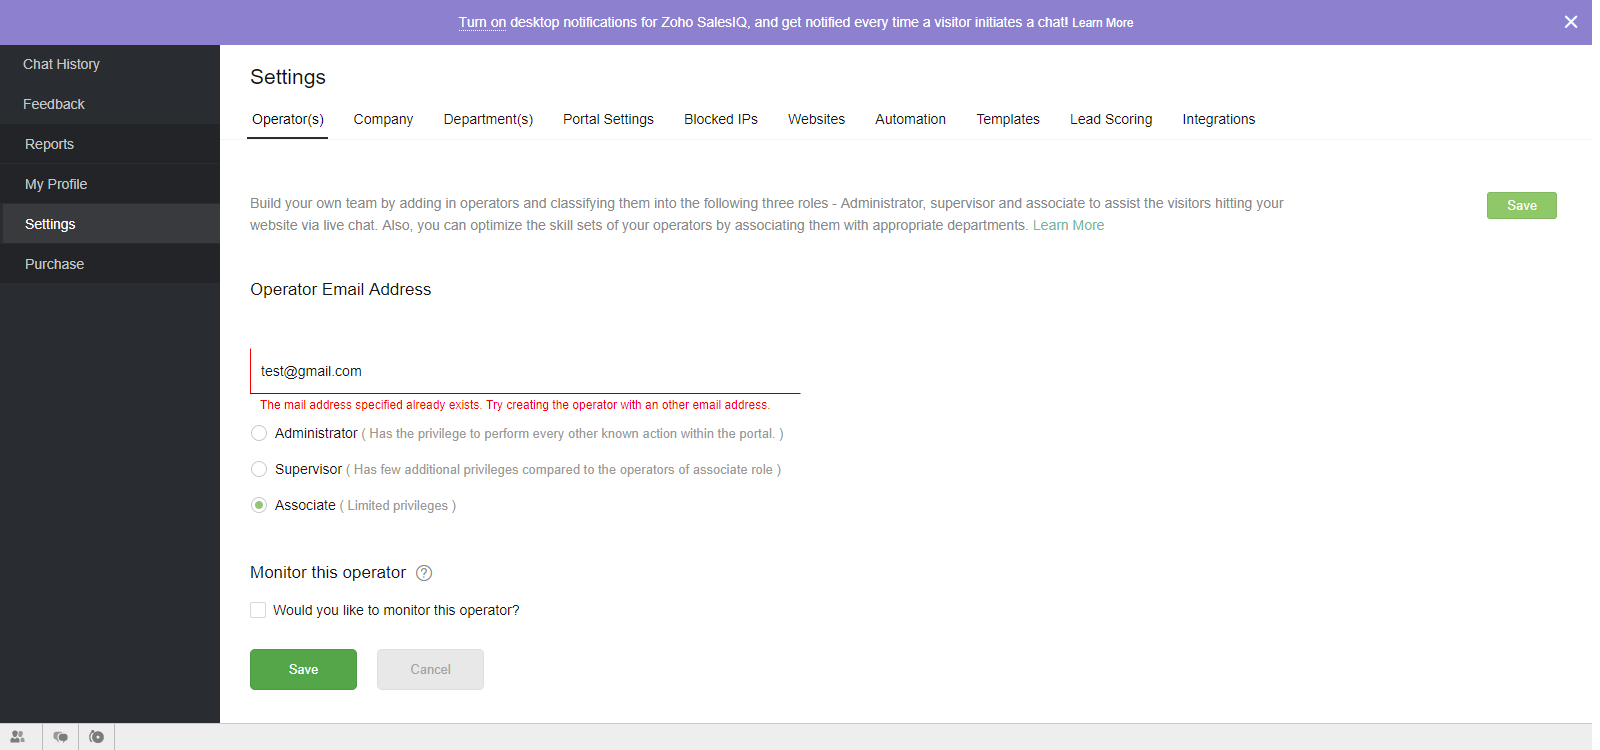 Turn on desktop notifications for Zoho SalesIQ, and get notified every time a visitor initiates a chat! Learn More
Chat History
Feedback
Reports
My Profile
Settings
Purchase
Settings
Operator(s) Company Department(s) Portal Settings Blocked IPs Websites Automation Templates Lead Scoring Integrations
Build your own team by adding in operators and classifying them into the following three roles - Administrator, supervisor and associate to assist the visitors hitting your
website via live chat. Also, you can optimize the skill sets of your operators by associating them with appropriate departments. Learn More
Save
Operator Email Address
test@gmail.com
The mail address specified already exists. Try creating the operator with an other email address.
Administrator ( Has the privilege to perform every other known action within the portal. )
Supervisor ( Has few additional privileges compared to the operators of associate role )
Associate ( Limited privileges )
Monitor this operator ?
Would you like to monitor this operator?
Save Cancel